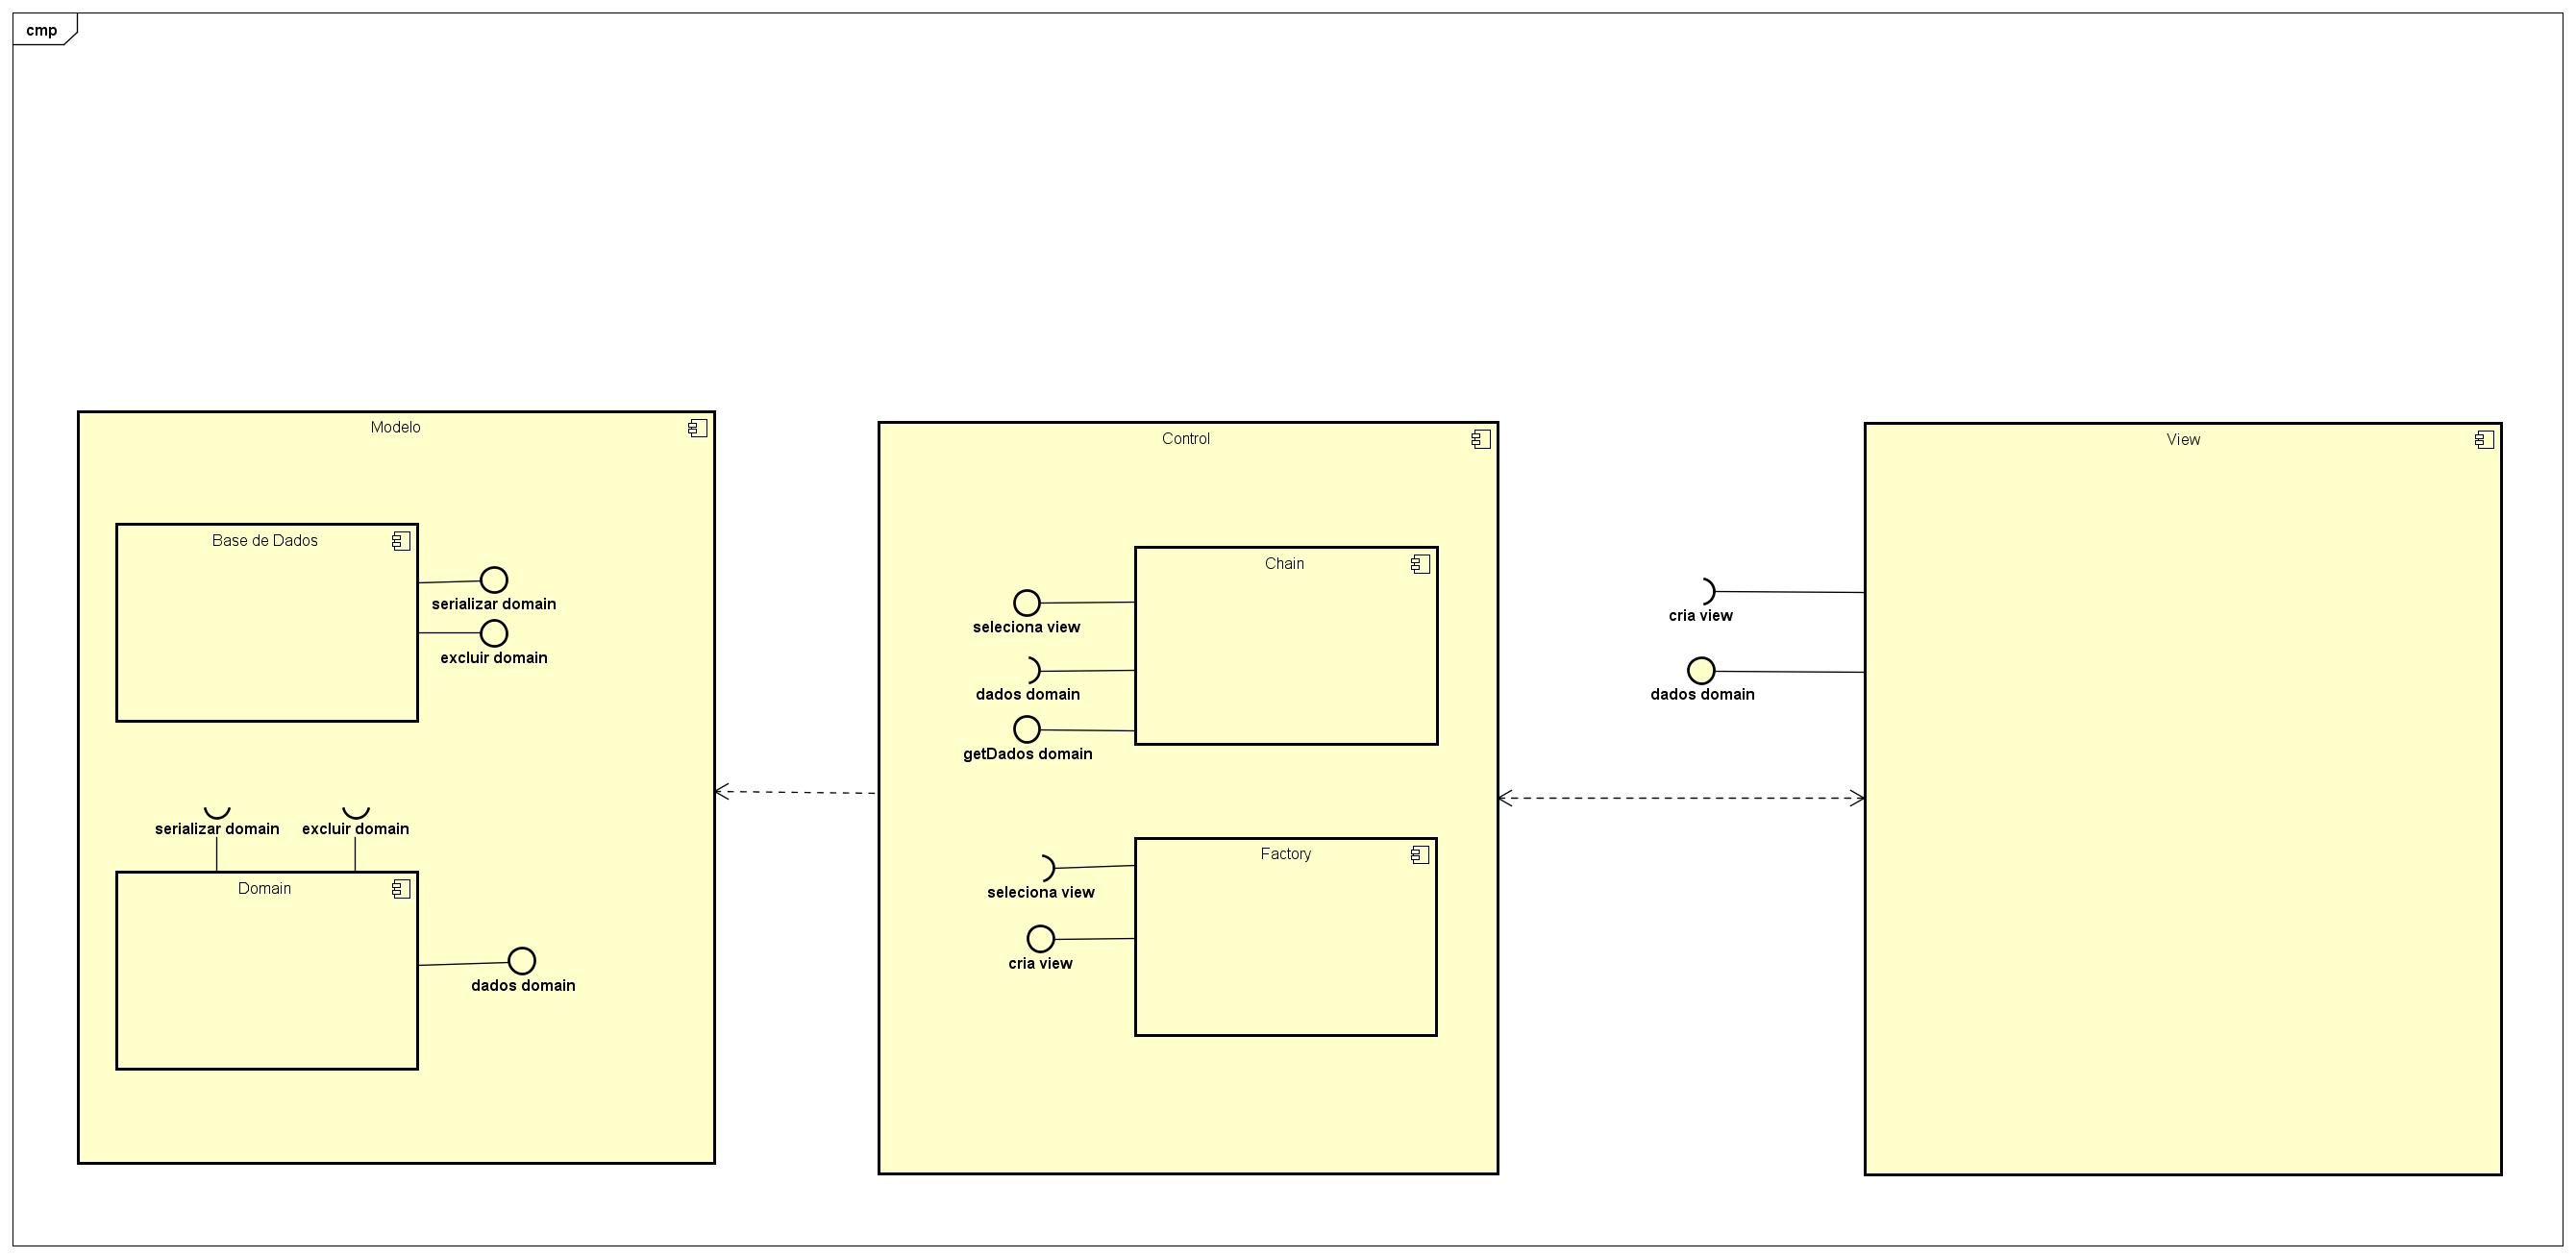 cmp
Modelo
Base de Dados
serializar domain
excluir domain
serializar domain
excluir domain
Domain
dados domain
Control
Chain
seleciona view
dados domain
getDados domain
Factory
seleciona view
cria view
cria view
dados domain
View